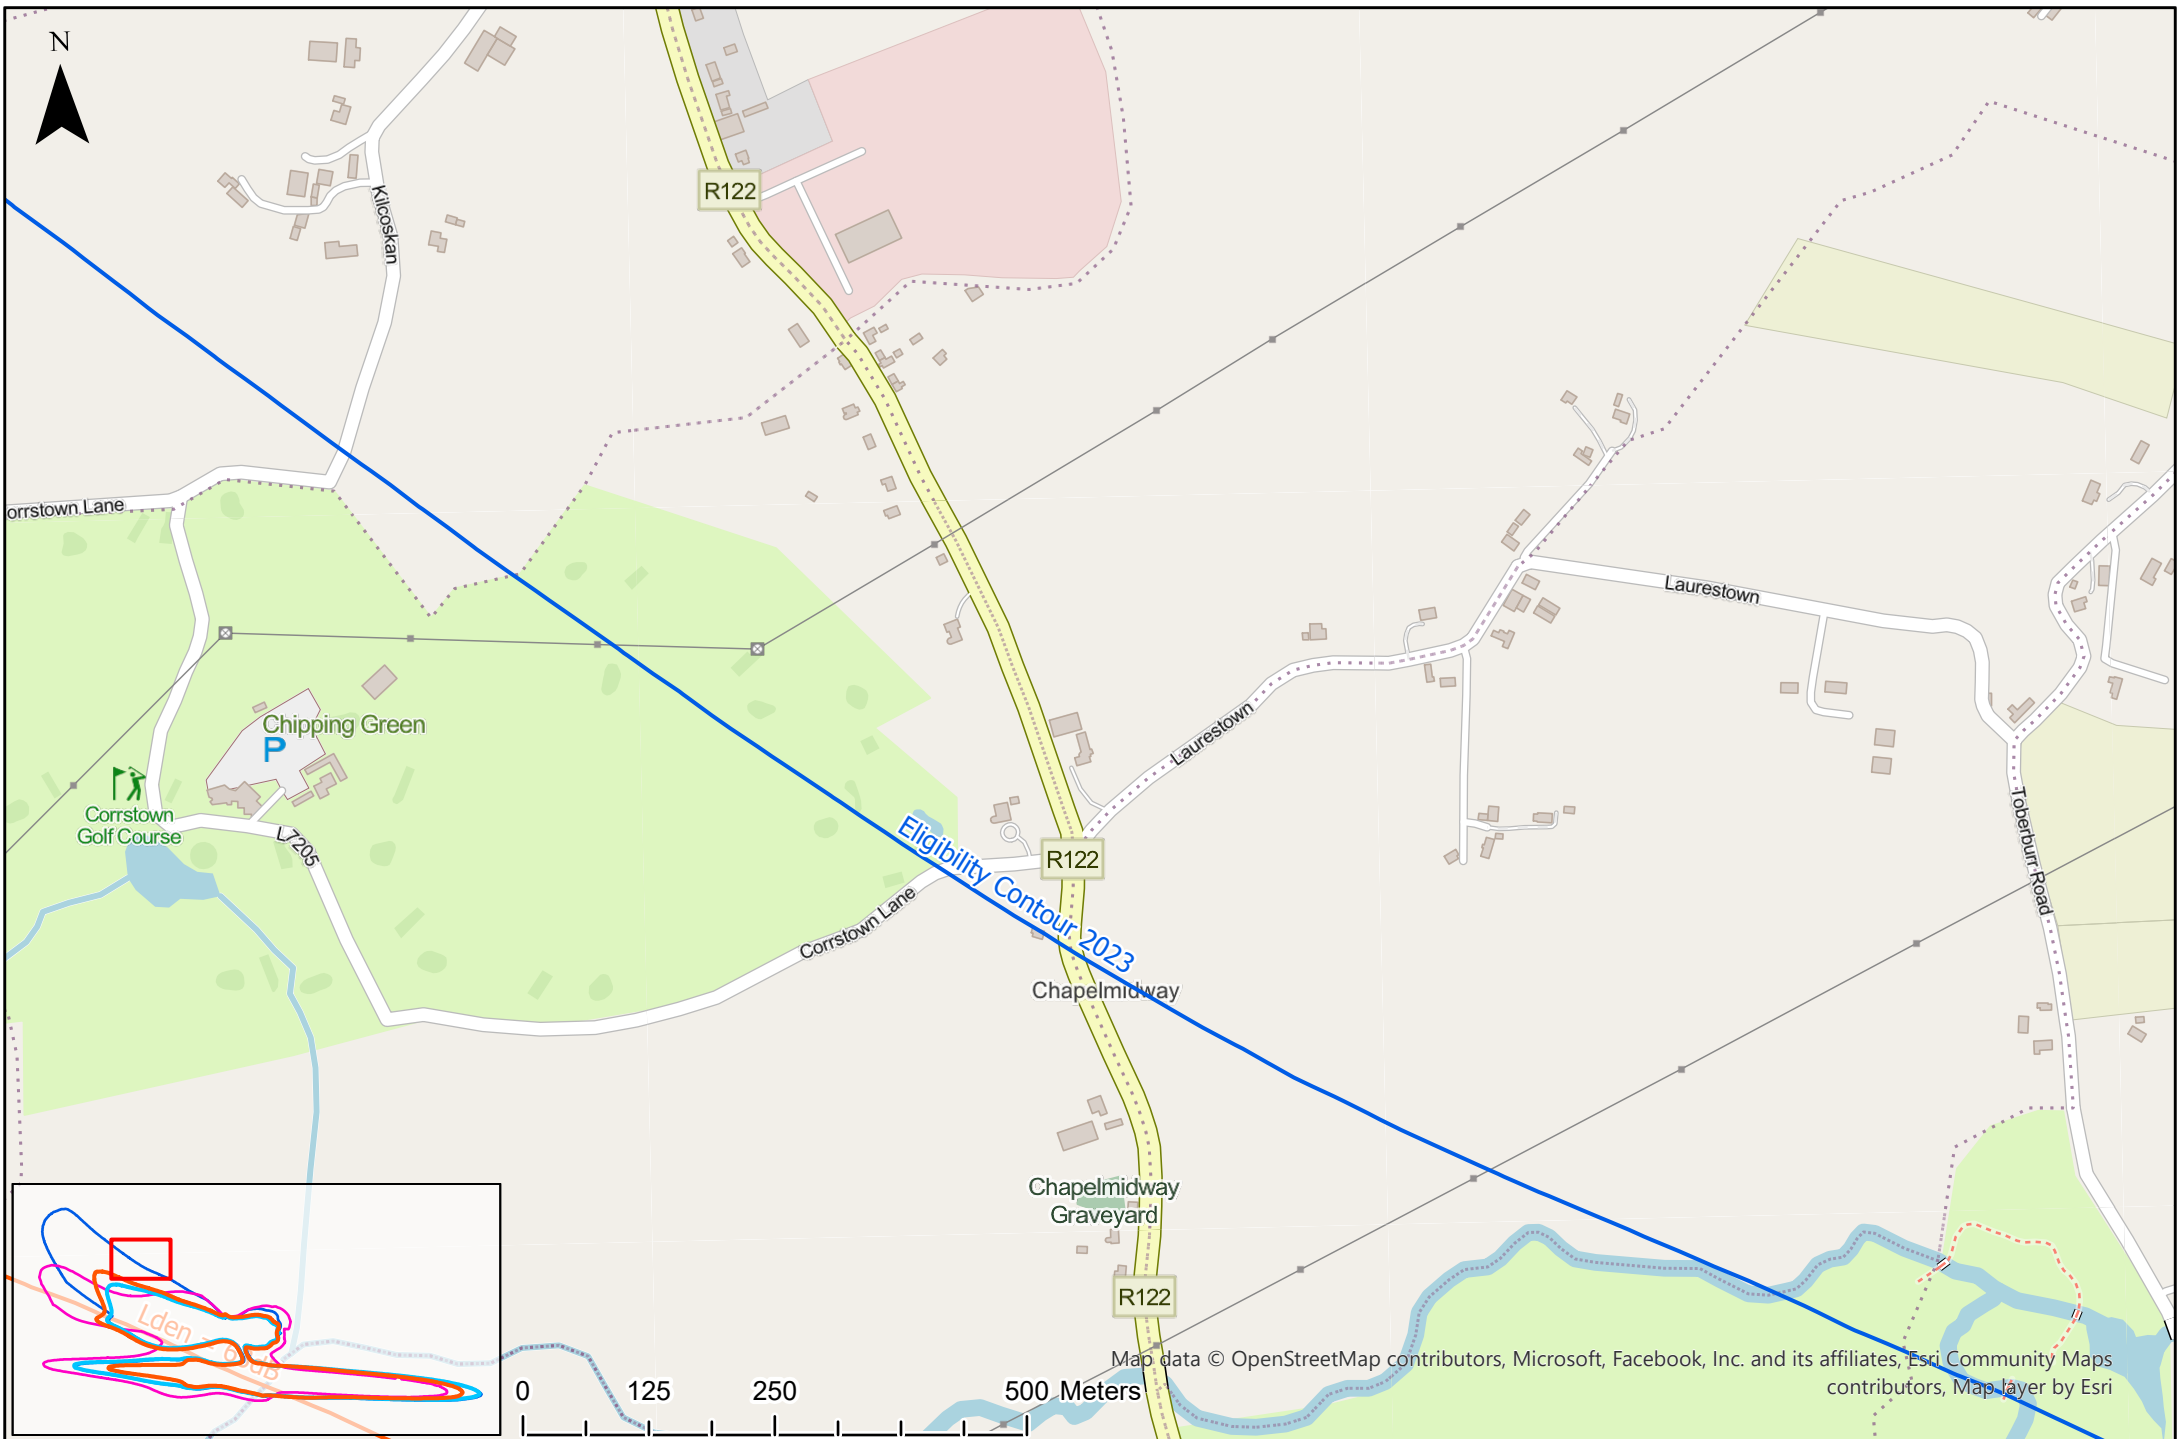 N
R122
Kilcoskan
orrstown Lane
Laurestown
Chipping Green
P
Laurestown
Corrstown
Golf Course
L7205
R122
Eligibility Contour 2023
Toberburr Road
Corrstown Lane
Chapelmidway
Chapelmidway
Graveyard
R122
Lden = 65dB
0 125 250 500 Meters
Map data © OpenStreetMap contributors, Microsoft, Facebook, Inc. and its affiliates, Esri Community Maps
contributors, Map layer by Esri